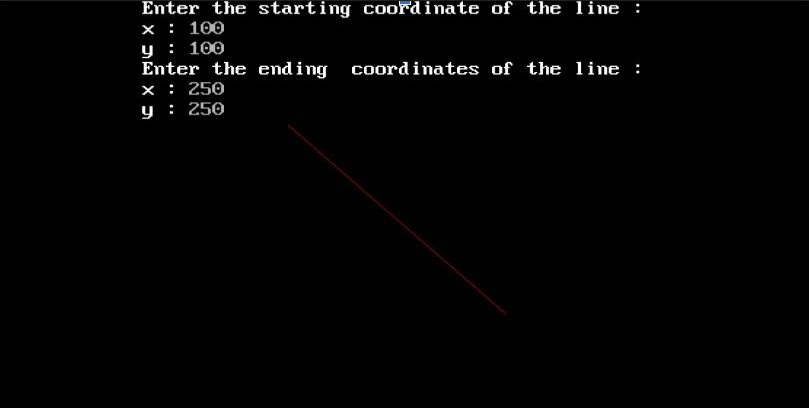 Enter the starting coordinate of the line :
x : 100
y : 100
Enter the ending  coordinates of the line :
x : 250
y : 250